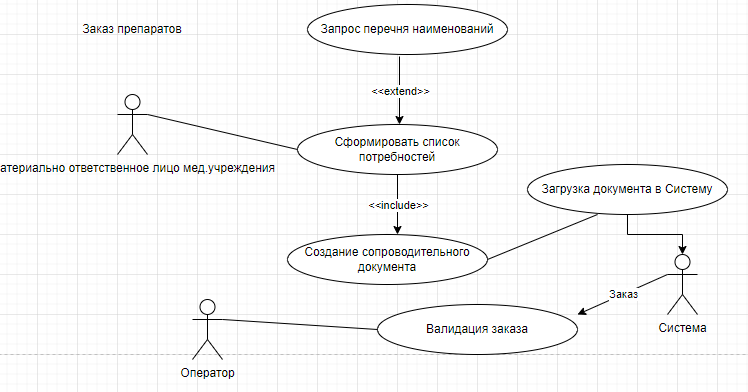 Заказ препаратов
Запрос перечня наименований
<<extend>>
Сформировать список
потребностей
атериально ответственное лицо мед.учреждения
Загрузка документа в Систему
<<include>>
Создание сопроводительного
документа
Заказ
Валидация заказа
Система
Оператор